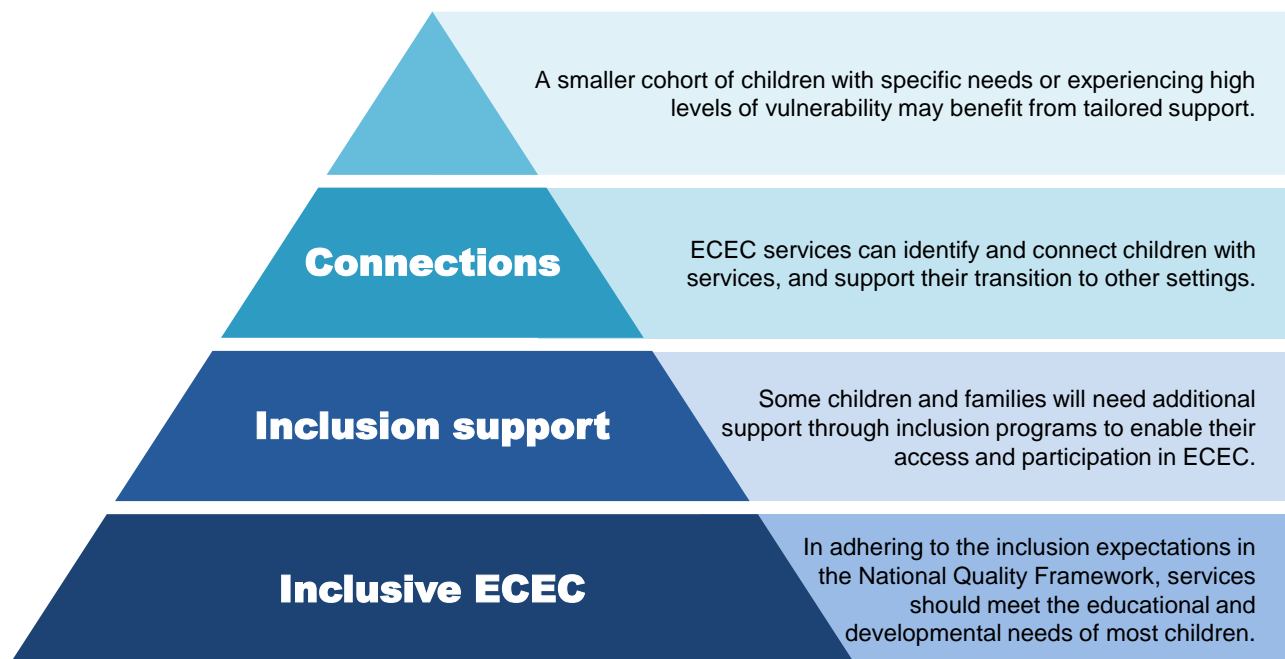 A smaller cohort of children with specific needs or experiencing high
levels of vulnerability may benefit from tailored support.
Connections
ECEC services can identify and connect children with
services, and support their transition to other settings.
Inclusion support
Some children and families will need additional
support through inclusion programs to enable their
access and participation in ECEC.
Inclusive ECEC
In adhering to the inclusion expectations in
the National Quality Framework, services
should meet the educational and
developmental needs of most children.